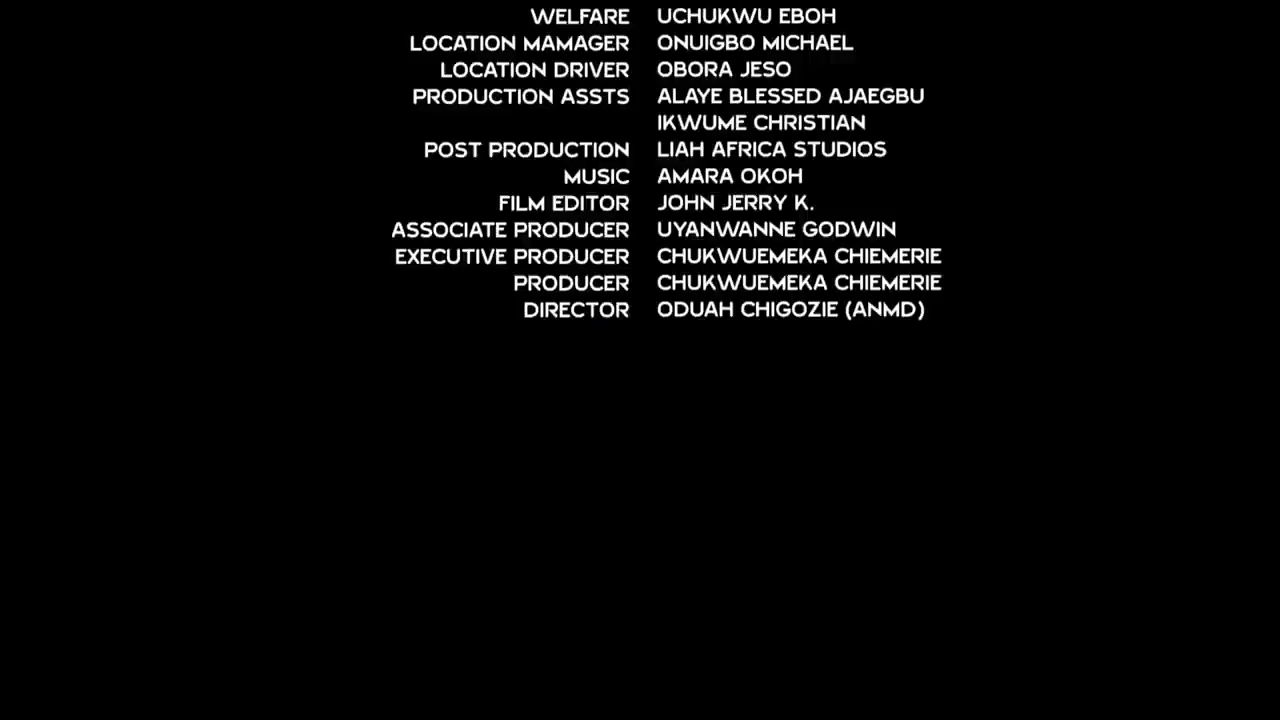 WELFARE UCHUKWU EBOH
LOCATION MAMAGER ONUIGBO MICHAEL
LOCATION DRIVER OBORA JESO
PRODUCTION ASSTS ALAYE BLESSED AJAEGBU
IKWUME CHRISTIAN
POST PRODUCTION LIAH AFRICA STUDIOS
MUSIC AMARA OKOH
FILM EDITOR JOHN JERRY K.
ASSOCIATE PRODUCER UYANWANNE GODWIN
EXECUTIVE PRODUCER CHUKWUEMEKA CHIEMERIE
PRODUCER CHUKWUEMEKA CHIEMERIE
DIRECTOR ODUAH CHIGOZIE (ANMD)